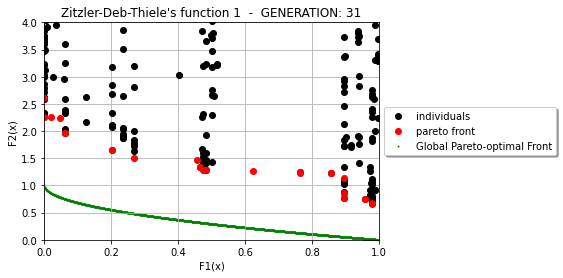 Zitzler-Deb-Thiele's function 1 - GENERATION: 31
4.0
3.5
3.0
2.5
2.0
1.5
1.0
0.5
0.0
F2(x)
0.0 0.2 0.4 0.6 0.8 1.0
F1(x)
individuals
pareto front
Global Pareto-optimal Front